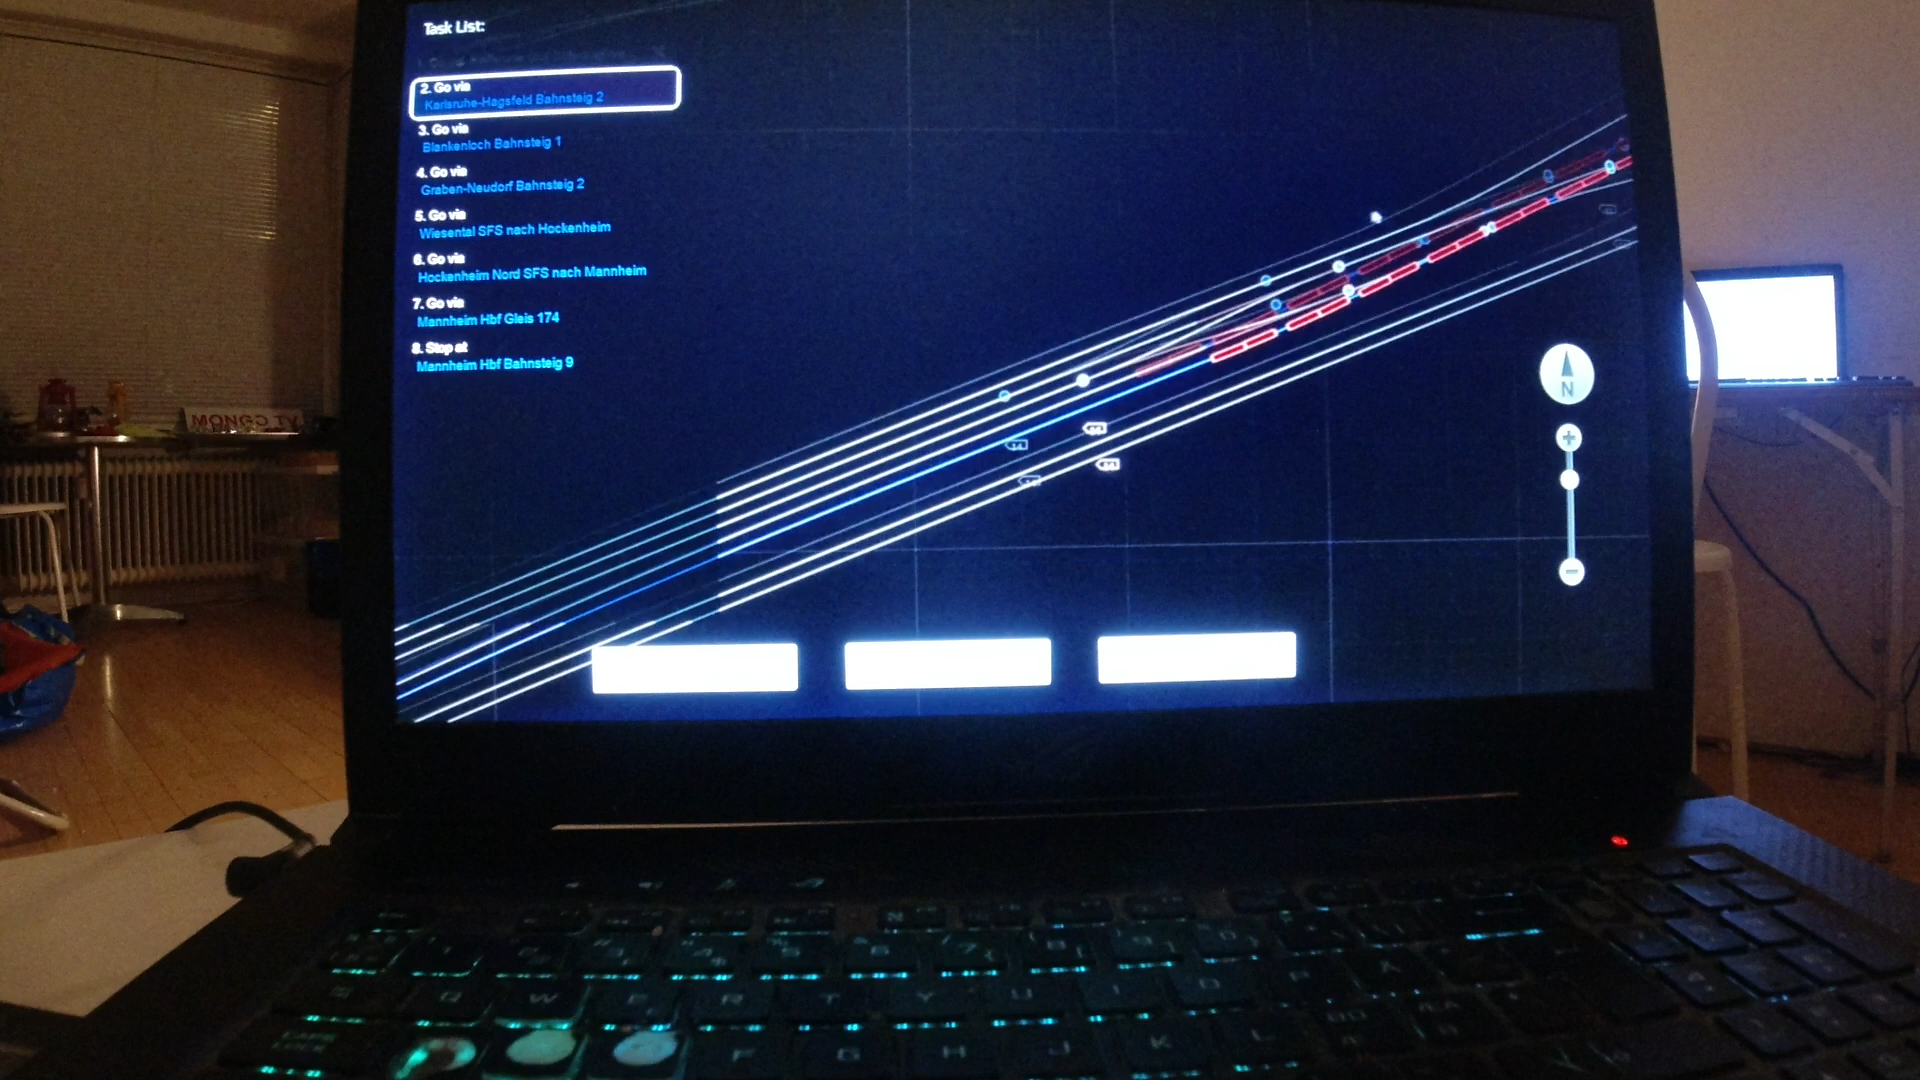 Task List:
2. Go via
Karlsruhe-Hagsfeld Bahnsteig 2
3. Go via
Blankenloch Bahnsteig 1
4. Go via
Graben-Neudorf Bahnsteig 2
5. Go via
Wiesental SFS nach Hockenheim
6. Go via
Hockenheim Nord SFS nach Mannheim
7. Go via
Mannheim Hbf Gleis 174
8. Stop at
Mannheim Hbf Bahnsteig 9
N
+
-
MONGO TV
Q W E R T Y U I O P Å
CAPS LOCK
F G H J K L